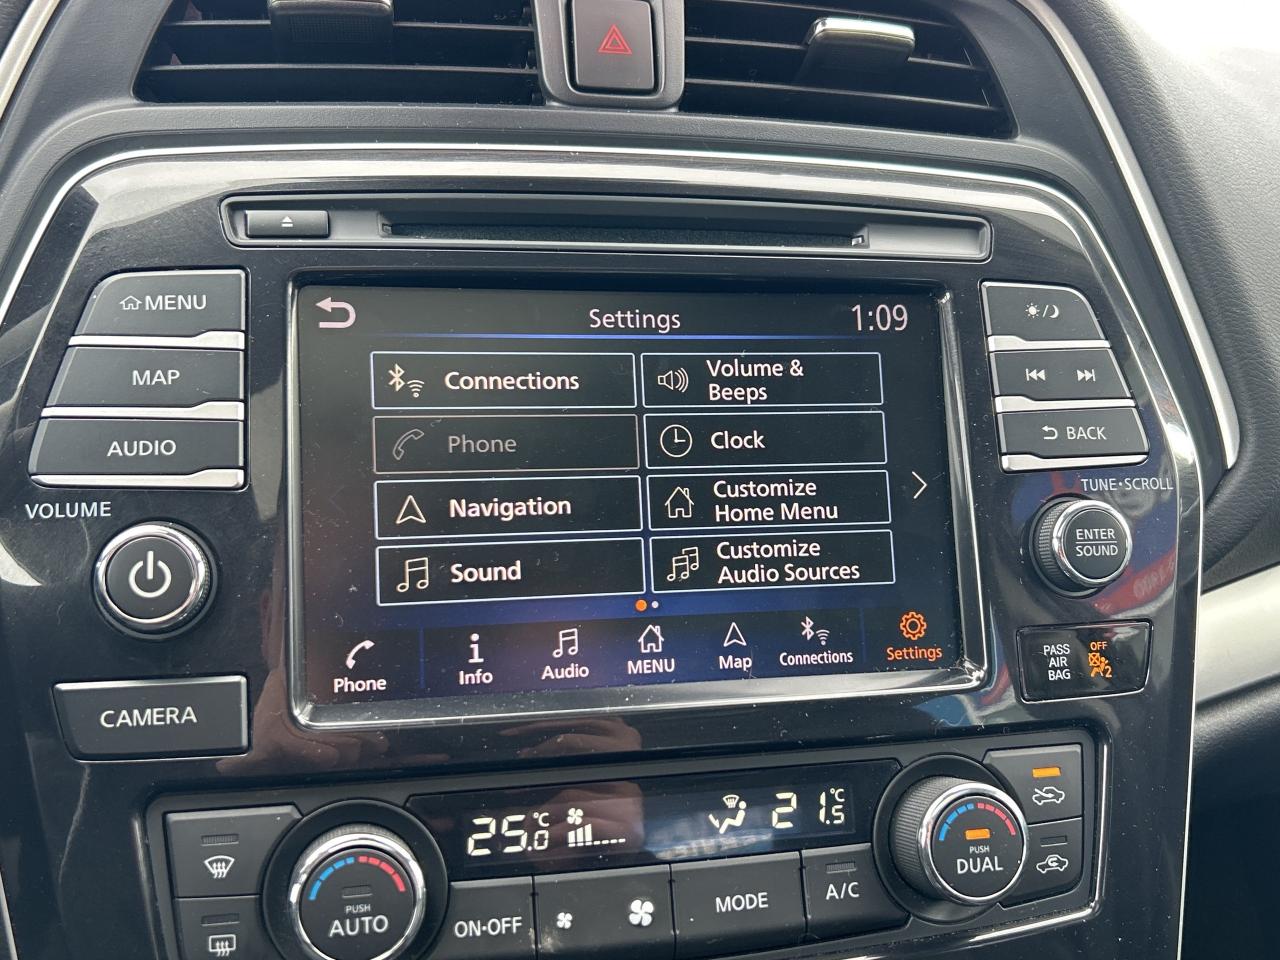 MENU
MAP
AUDIO
VOLUME
CAMERA
Settings
1:09
Connections
Volume &
Beeps
Phone
Clock
Navigation
Customize
Home Menu
Sound
Customize
Audio Sources
Phone
Info
Audio
MENU
Map
Connections
Settings
BACK
TUNE•SCROLL
ENTER
SOUND
PASS
AIR
BAG
OFF
2
25.0°C
21.5°C
PUSH
AUTO
ON•OFF
MODE
A/C
PUSH
DUAL